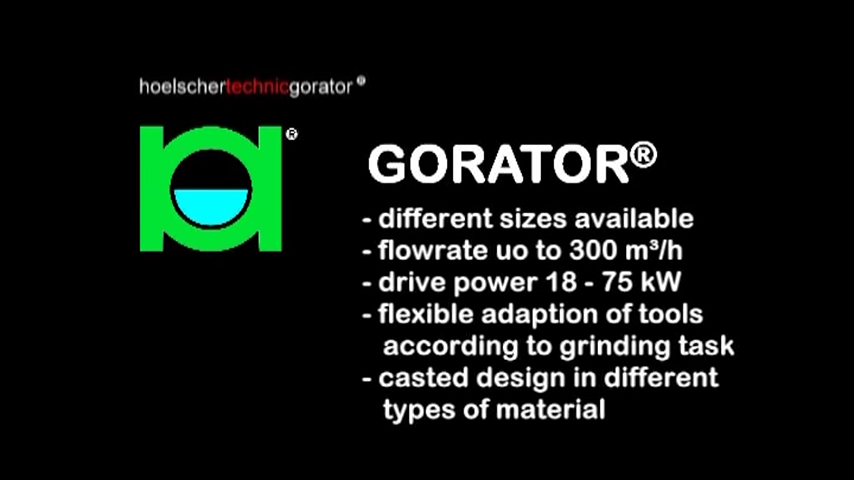 hoelschertechnicgorator ®
®
GORATOR®
- different sizes available
- flowrate uo to 300 m³/h
- drive power 18 - 75 kW
- flexible adaption of tools
according to grinding task
- casted design in different
types of material